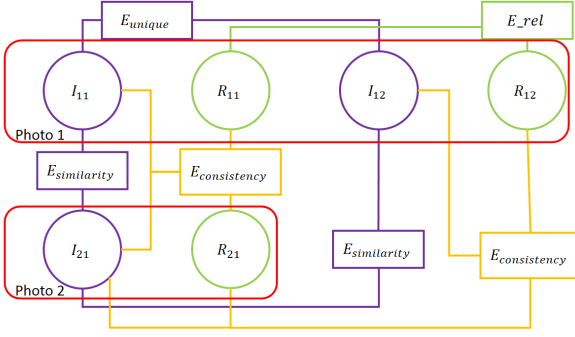 E_unique
E_rel
I_11
R_11
I_12
R_12
Photo 1
E_similarity
E_consistency
I_21
R_21
E_similarity
E_consistency
Photo 2